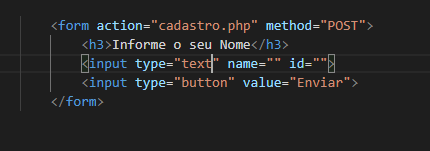 <form action="cadastro.php" method="POST">
<h3>Informe o seu Nome</h3>
<input type="text" name="" id="">
<input type="button" value="Enviar">
</form>